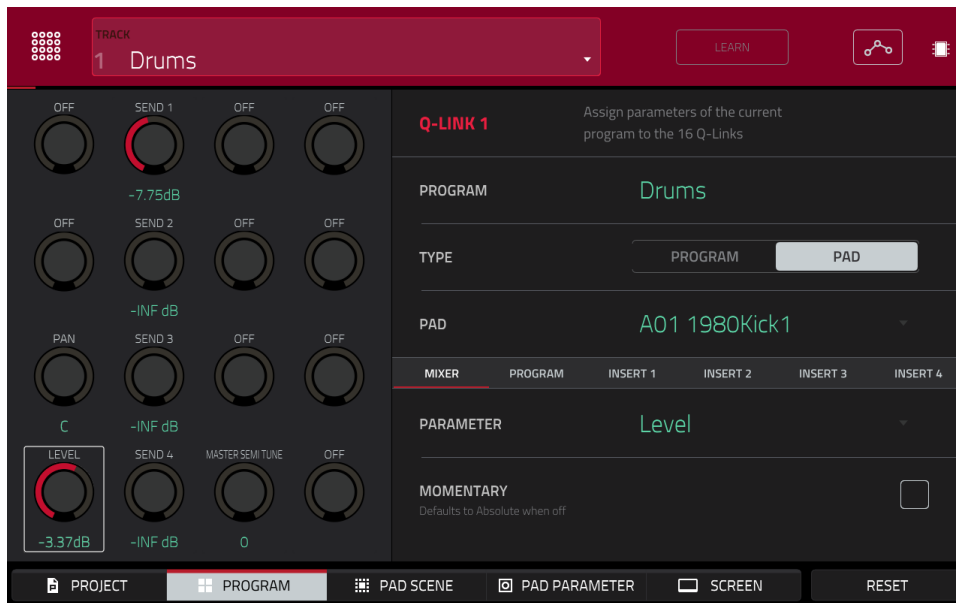 TRACK
1 Drums
LEARN
OFF SEND 1 OFF OFF
-7.75dB
OFF SEND 2 OFF OFF
-INF dB
PAN SEND 3 OFF OFF
C -INF dB
LEVEL SEND 4 MASTER SEMI TUNE OFF
-3.37dB -INF dB 0
Q-LINK 1
Assign parameters of the current
program to the 16 Q-Links
PROGRAM Drums
TYPE PROGRAM PAD
PAD A01 1980Kick1
MIXER PROGRAM INSERT 1 INSERT 2 INSERT 3 INSERT 4
PARAMETER Level
MOMENTARY
Defaults to Absolute when off
PROJECT PROGRAM PAD SCENE PAD PARAMETER SCREEN RESET